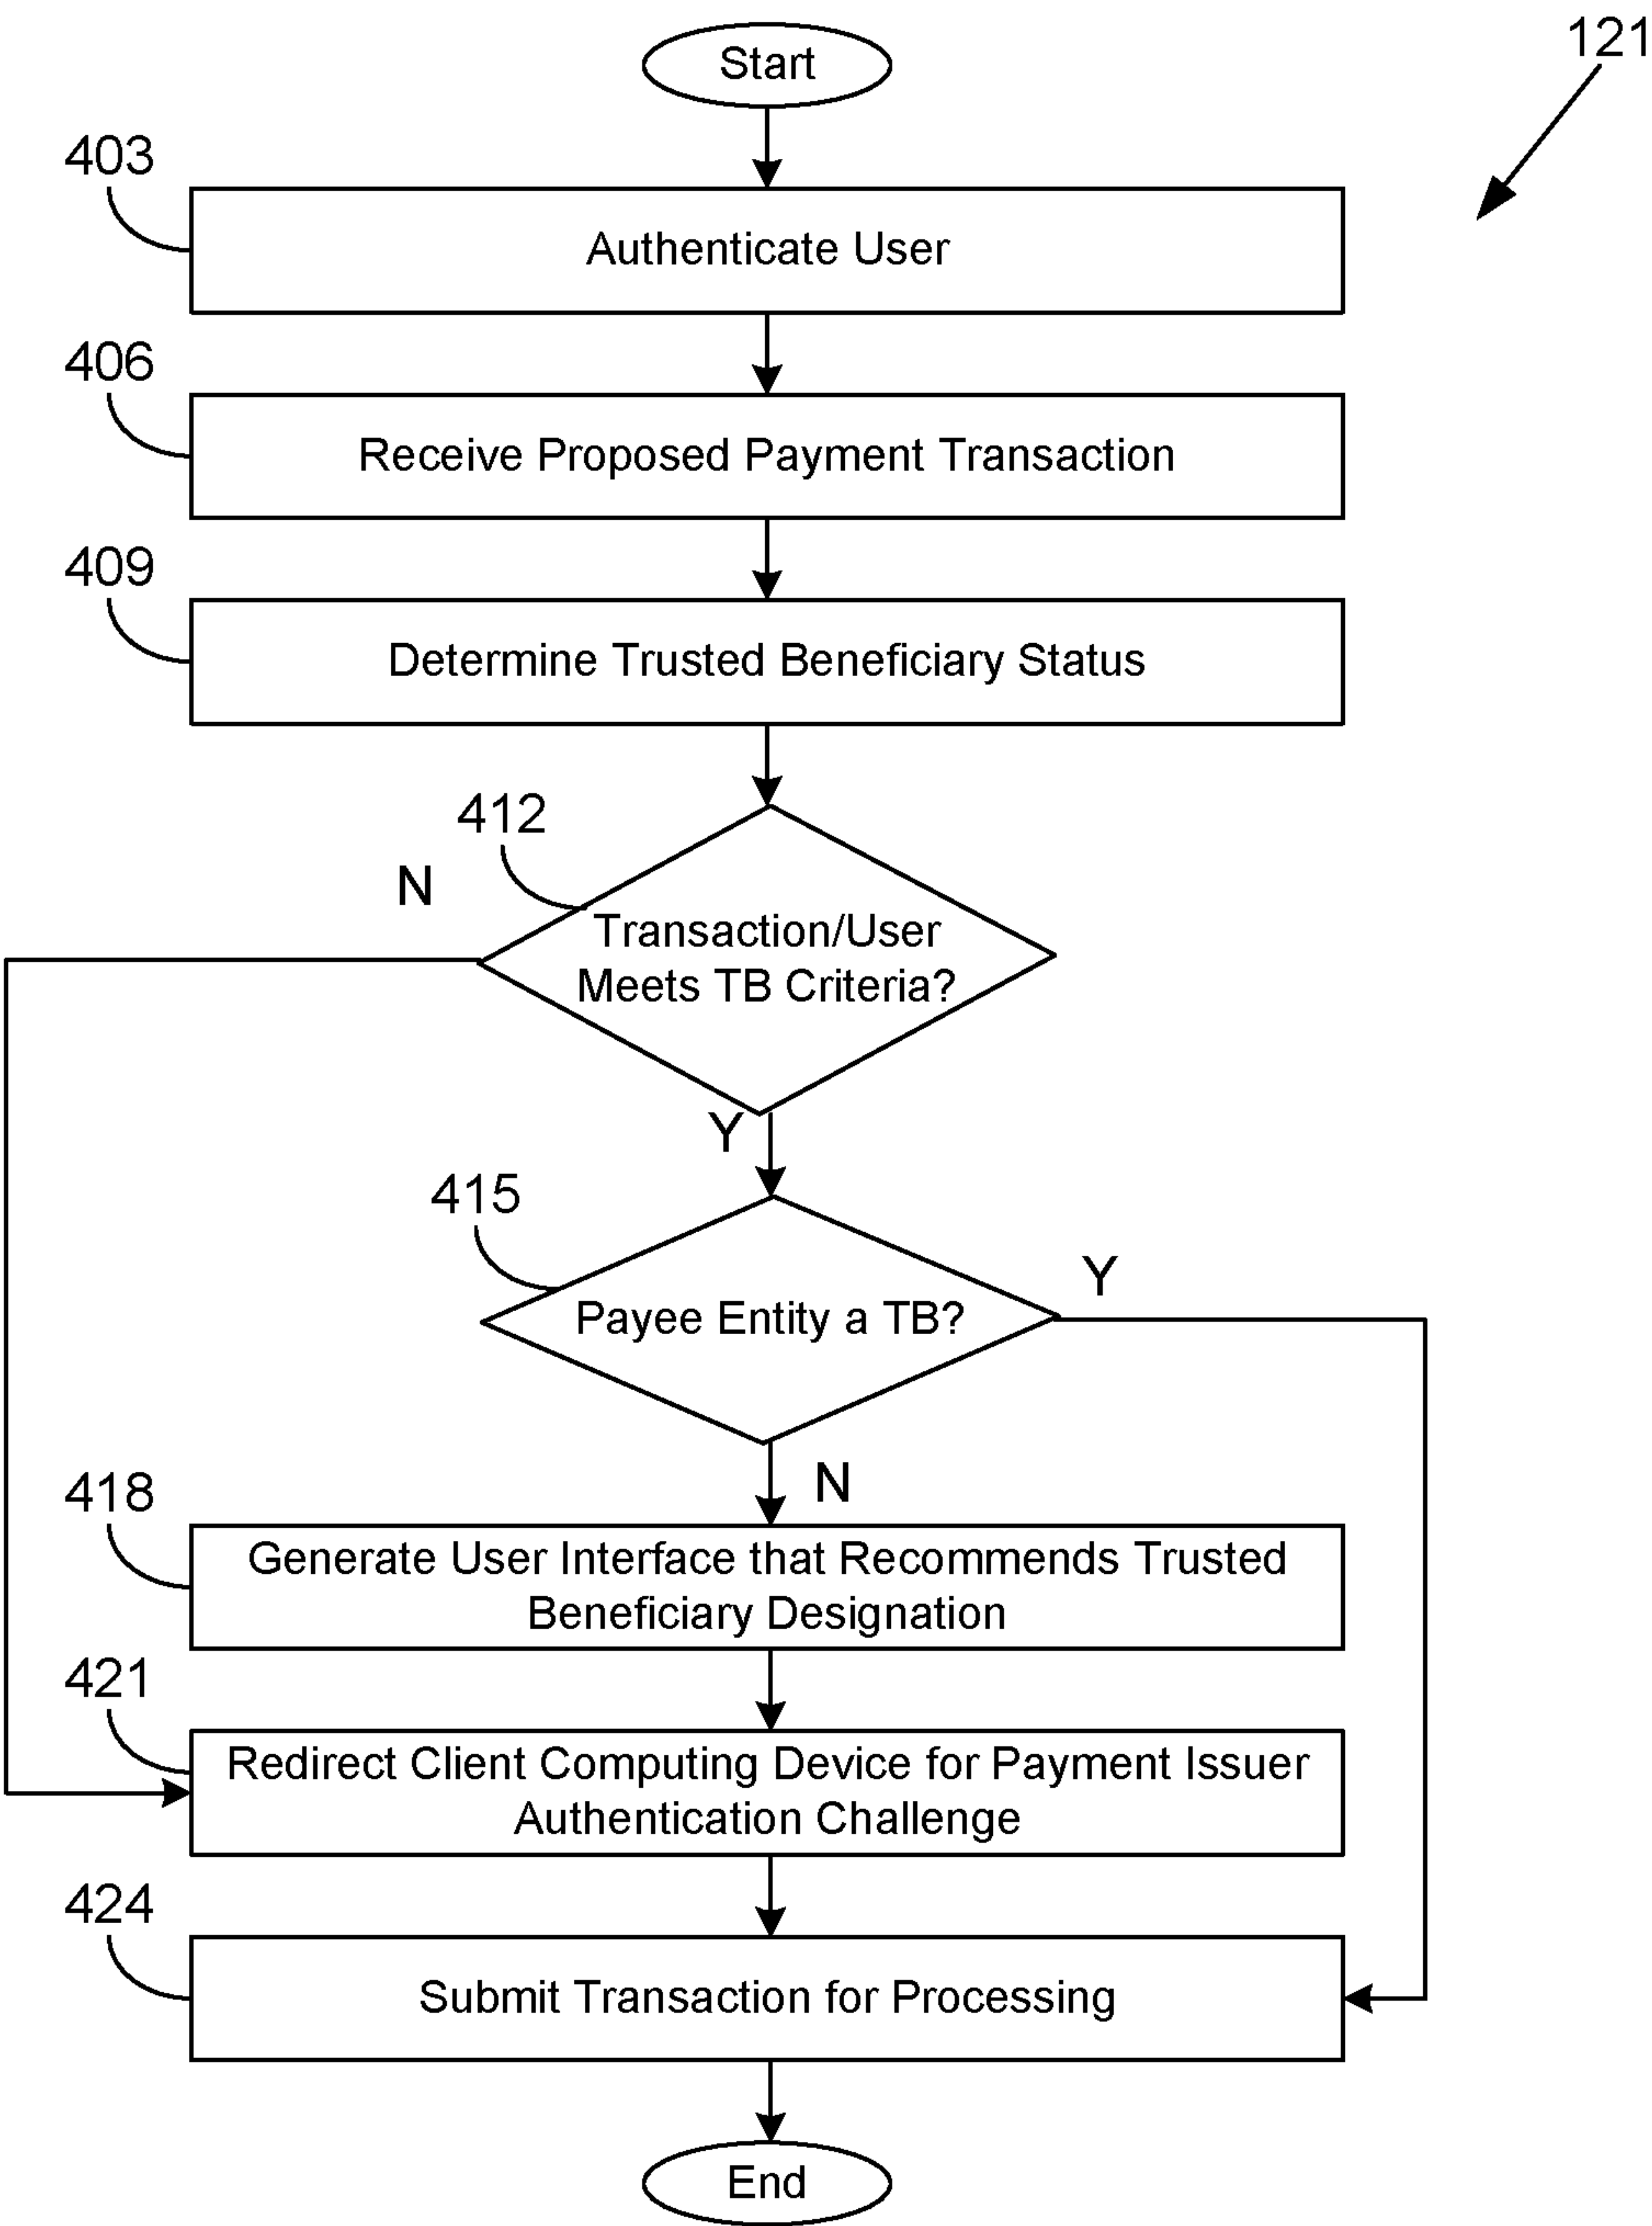 Start
121
403
Authenticate User
406
Receive Proposed Payment Transaction
409
Determine Trusted Beneficiary Status
412
N
Transaction/User
Meets TB Criteria?
Y
415
Y
Payee Entity a TB?
N
418
Generate User Interface that Recommends Trusted
Beneficiary Designation
421
Redirect Client Computing Device for Payment Issuer
Authentication Challenge
424
Submit Transaction for Processing
End